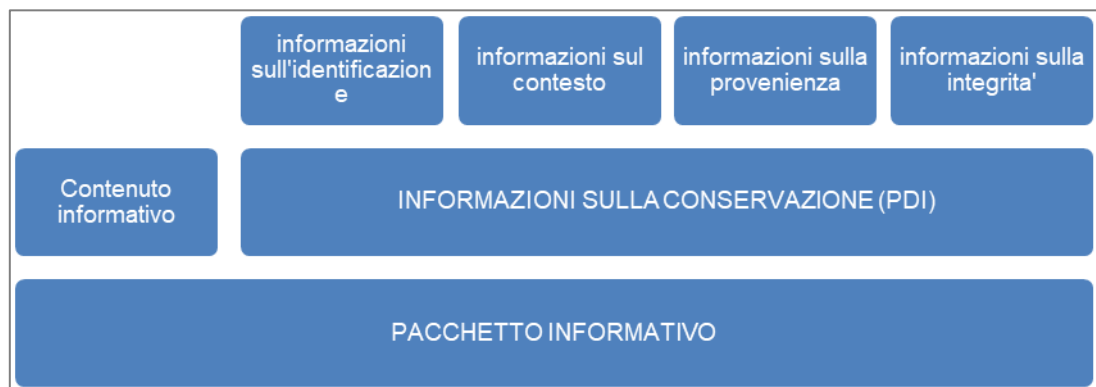 informazioni
sull'identificazion
e
informazioni sul
contesto
informazioni sulla
provenienza
informazioni sulla
integrita'
Contenuto
informativo
INFORMAZIONI SULLA CONSERVAZIONE (PDI)
PACCHETTO INFORMATIVO